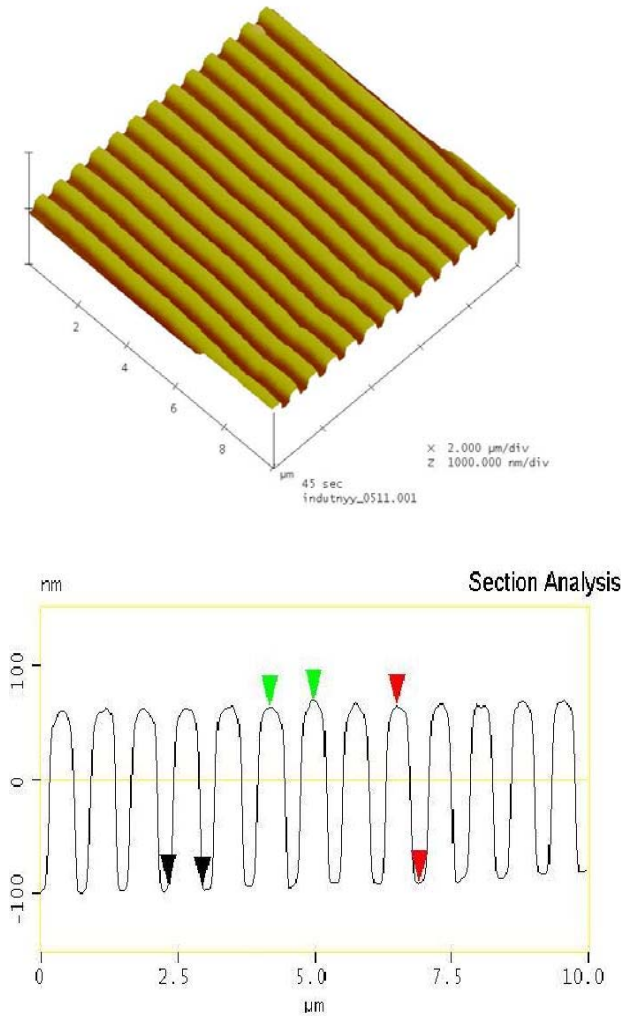 2
4
6
8
μm
X 2.000 μm/div
Z 1000.000 nm/div
45 sec
indutnyy_0511.001
nm
Section Analysis
100
0
-100
0 2.5 5.0 7.5 10.0
μm